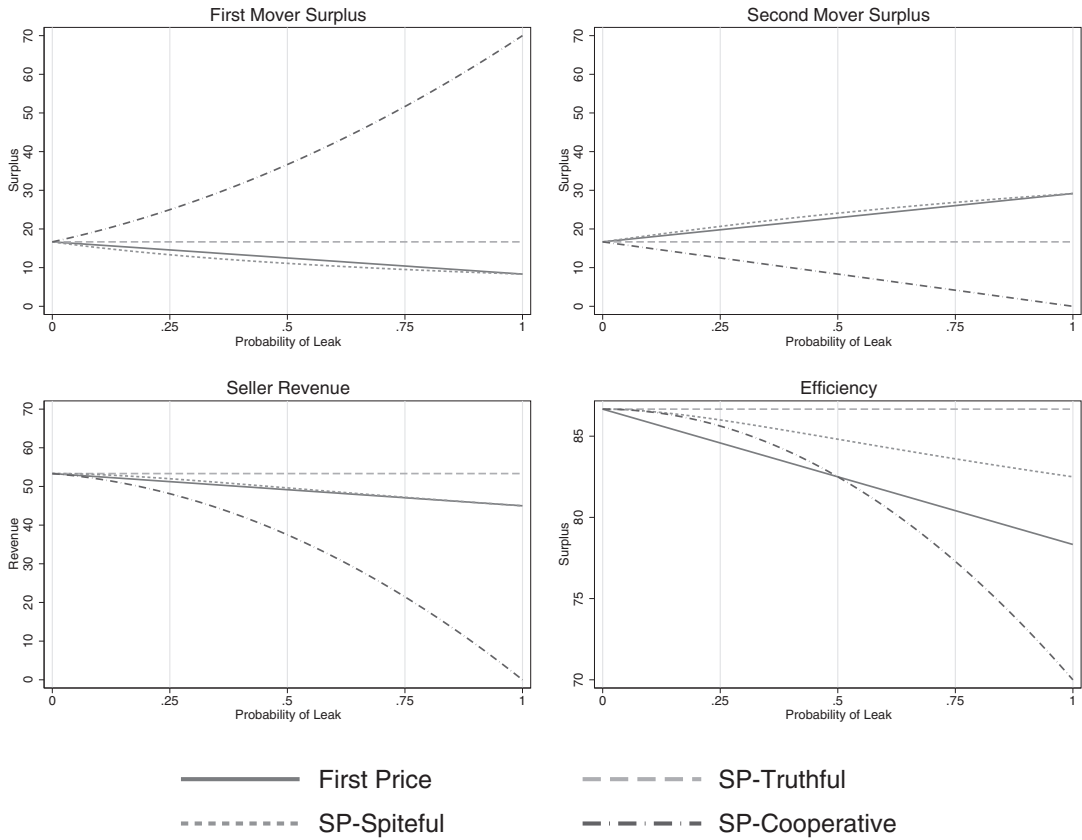 First Mover Surplus
Surplus
70
60
50
40
30
20
10
0
0 .25 .5 .75 1
Probability of Leak
Second Mover Surplus
Surplus
70
60
50
40
30
20
10
0
0 .25 .5 .75 1
Probability of Leak
Seller Revenue
Revenue
70
60
50
40
30
20
10
0
0 .25 .5 .75 1
Probability of Leak
Efficiency
Surplus
85
80
75
70
0 .25 .5 .75 1
Probability of Leak
First Price
SP-Truthful
SP-Spiteful
SP-Cooperative